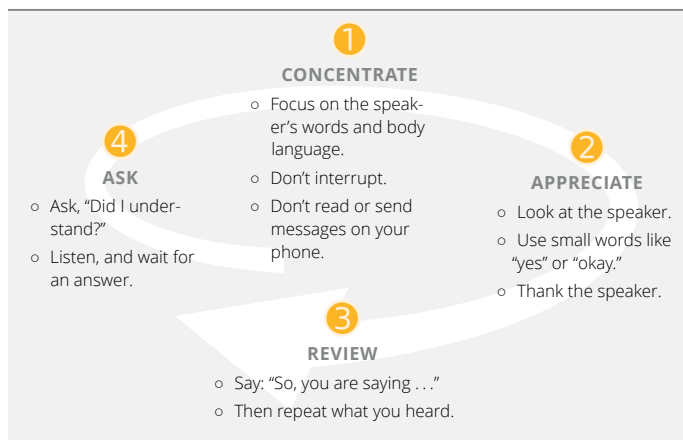 1
CONCENTRATE
○ Focus on the speak-
er’s words and body
language.
○ Don’t interrupt.
○ Don’t read or send
messages on your
phone.
2
APPRECIATE
○ Look at the speaker.
○ Use small words like
“yes” or “okay.”
○ Thank the speaker.
3
REVIEW
○ Say: “So, you are saying . . .”
○ Then repeat what you heard.
4
ASK
○ Ask, “Did I under-
stand?”
○ Listen, and wait for
an answer.